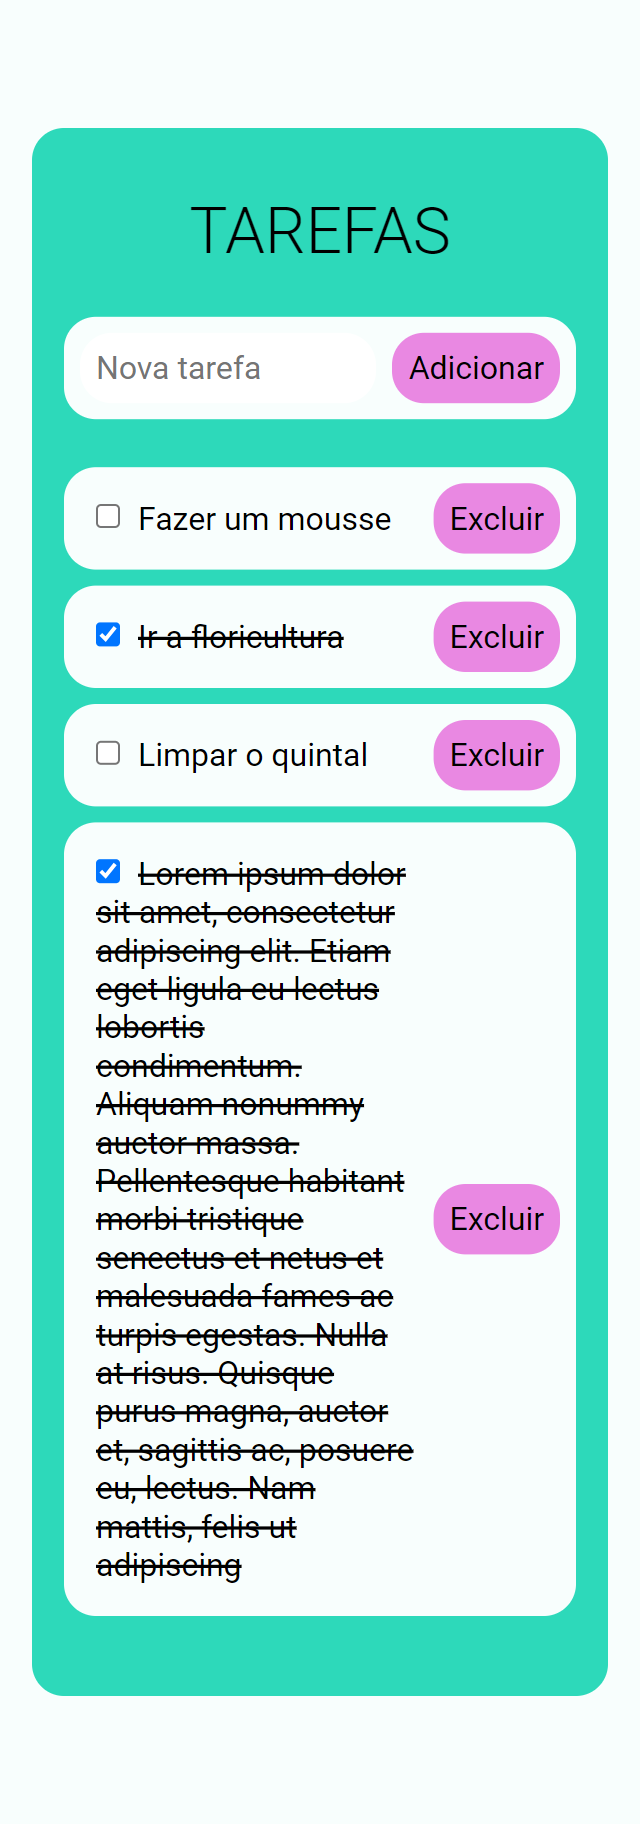 TAREFAS
Nova tarefa Adicionar
Fazer um mousse Excluir
Ir a floricultura Excluir
Limpar o quintal Excluir
Lorem ipsum dolor
sit amet, consectetur
adipiscing elit. Etiam
eget ligula eu lectus
lobortis
condimentum.
Aliquam nonummy
auctor massa.
Pellentesque habitant
morbi tristique
senectus et netus et
malesuada fames ac
turpis egestas. Nulla
at risus. Quisque
purus magna, auctor
et, sagittis ac, posuere
eu, lectus. Nam
mattis, felis ut
adipiscing
Excluir